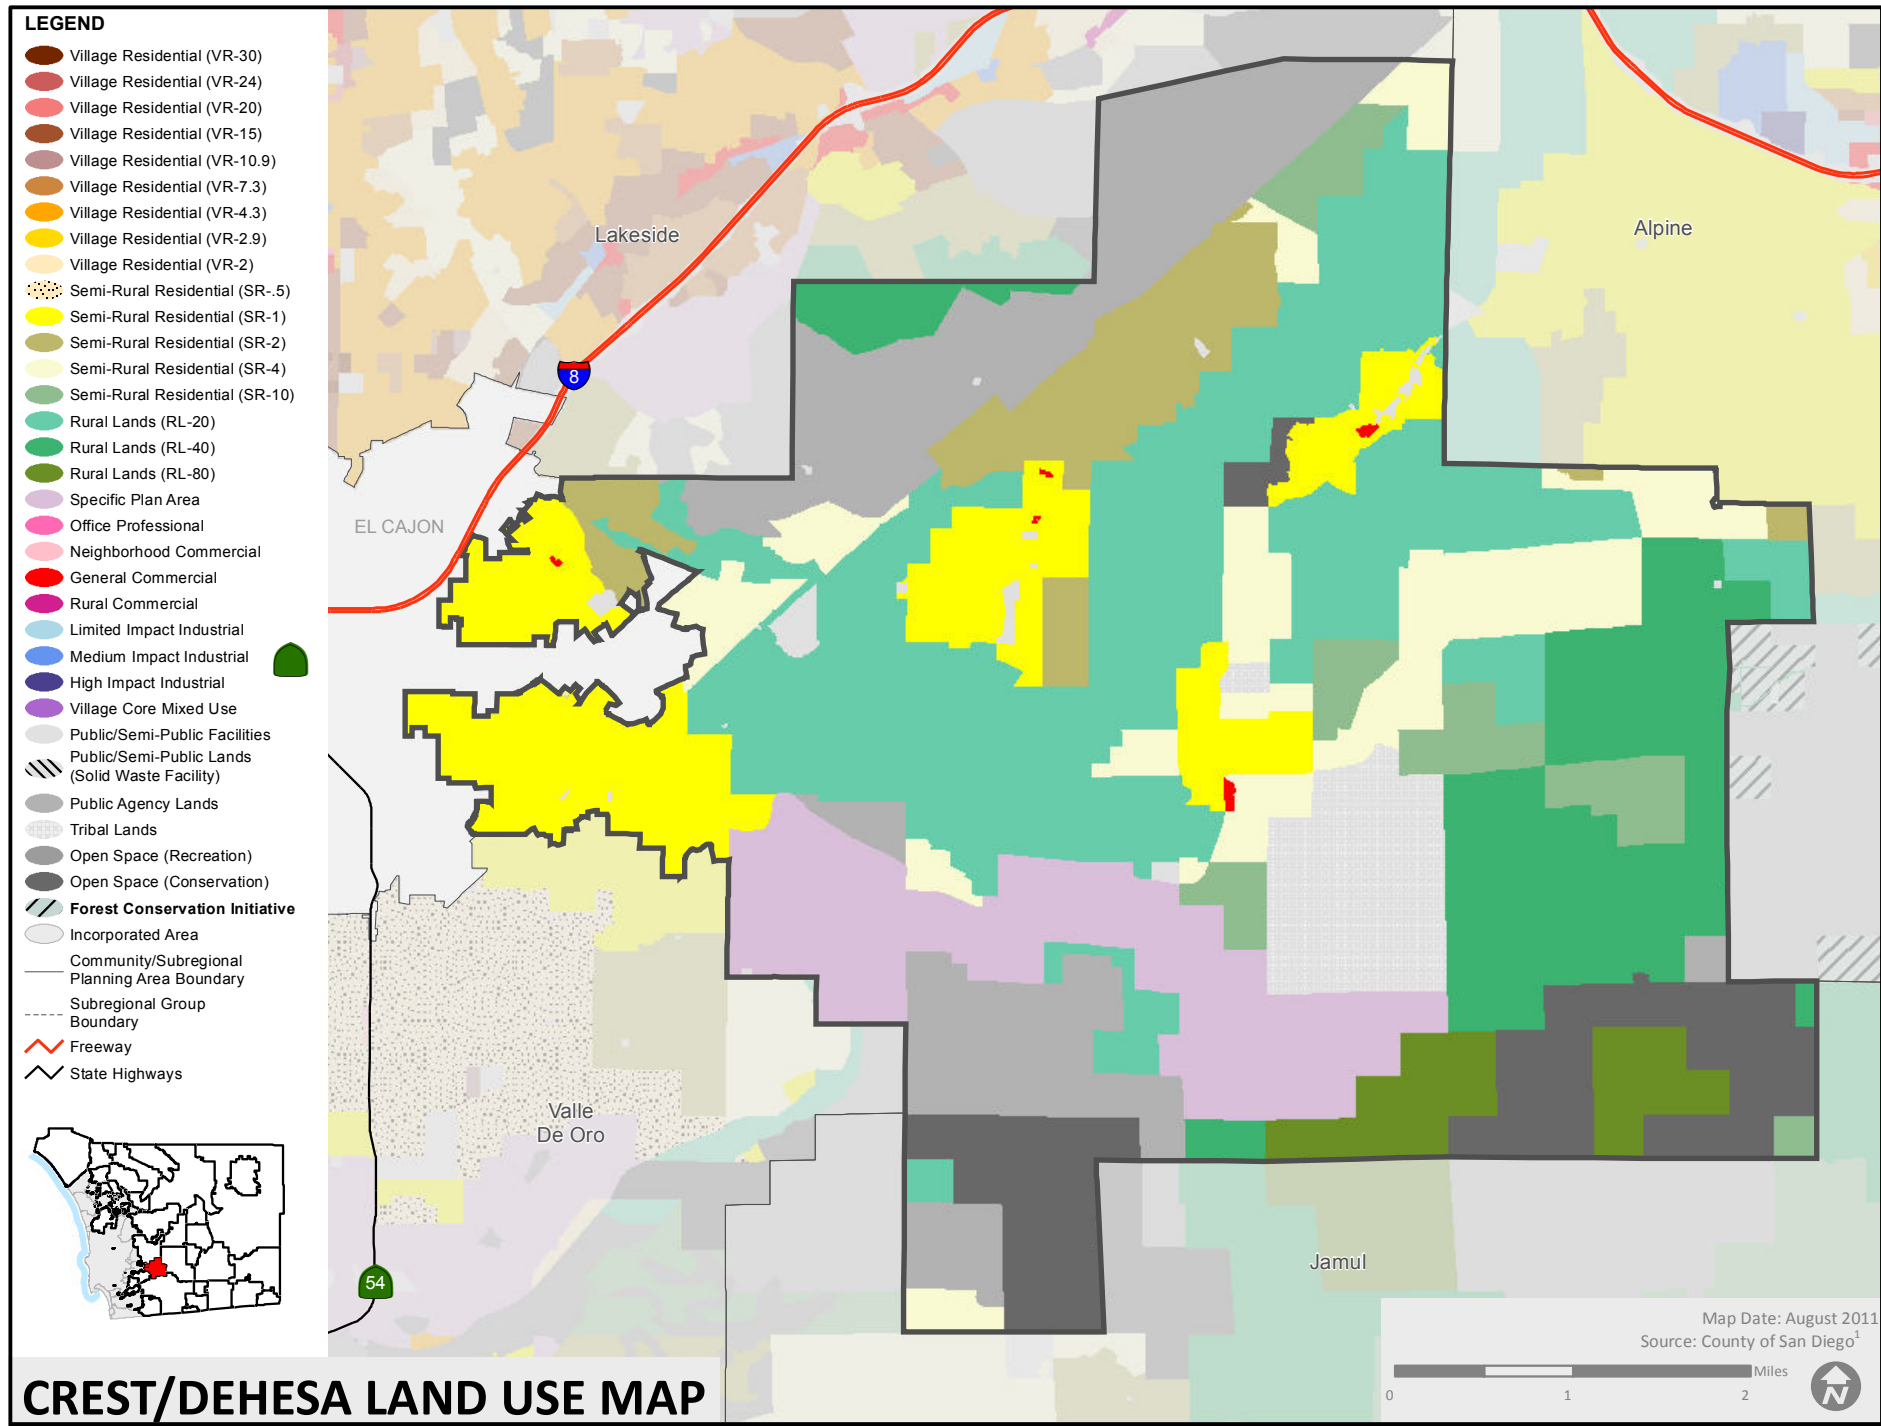 LEGEND
Village Residential (VR-30)
Village Residential (VR-24)
Village Residential (VR-20)
Village Residential (VR-15)
Village Residential (VR-10.9)
Village Residential (VR-7.3)
Village Residential (VR-4.3)
Village Residential (VR-2.9)
Village Residential (VR-2)
Semi-Rural Residential (SR-.5)
Semi-Rural Residential (SR-1)
Semi-Rural Residential (SR-2)
Semi-Rural Residential (SR-4)
Semi-Rural Residential (SR-10)
Rural Lands (RL-20)
Rural Lands (RL-40)
Rural Lands (RL-80)
Specific Plan Area
Office Professional
Neighborhood Commercial
General Commercial
Rural Commercial
Limited Impact Industrial
Medium Impact Industrial
High Impact Industrial
Village Core Mixed Use
Public/Semi-Public Facilities
Public/Semi-Public Lands
(Solid Waste Facility)
Public Agency Lands
Tribal Lands
Open Space (Recreation)
Open Space (Conservation)
Forest Conservation Initiative
Incorporated Area
Community/Subregional
Planning Area Boundary
Subregional Group
Boundary
Freeway
State Highways
Lakeside
Alpine
8
EL CAJON
Valle
De Oro
54
Jamul
Map Date: August 2011
Source: County of San Diego1
Miles
0 1 2
N
CREST/DEHESA LAND USE MAP